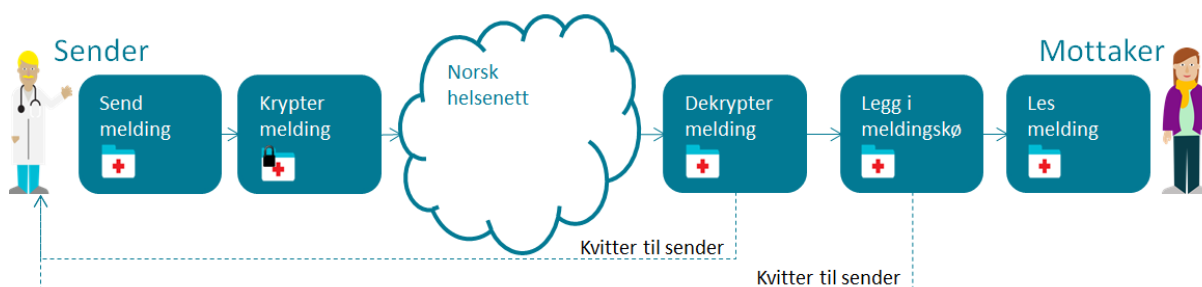 Sender
Mottaker
Send
melding
Krypter
melding
Norsk
helsenett
Dekrypter
melding
Legg i
meldingskø
Les
melding
Kvitter til sender
Kvitter til sender